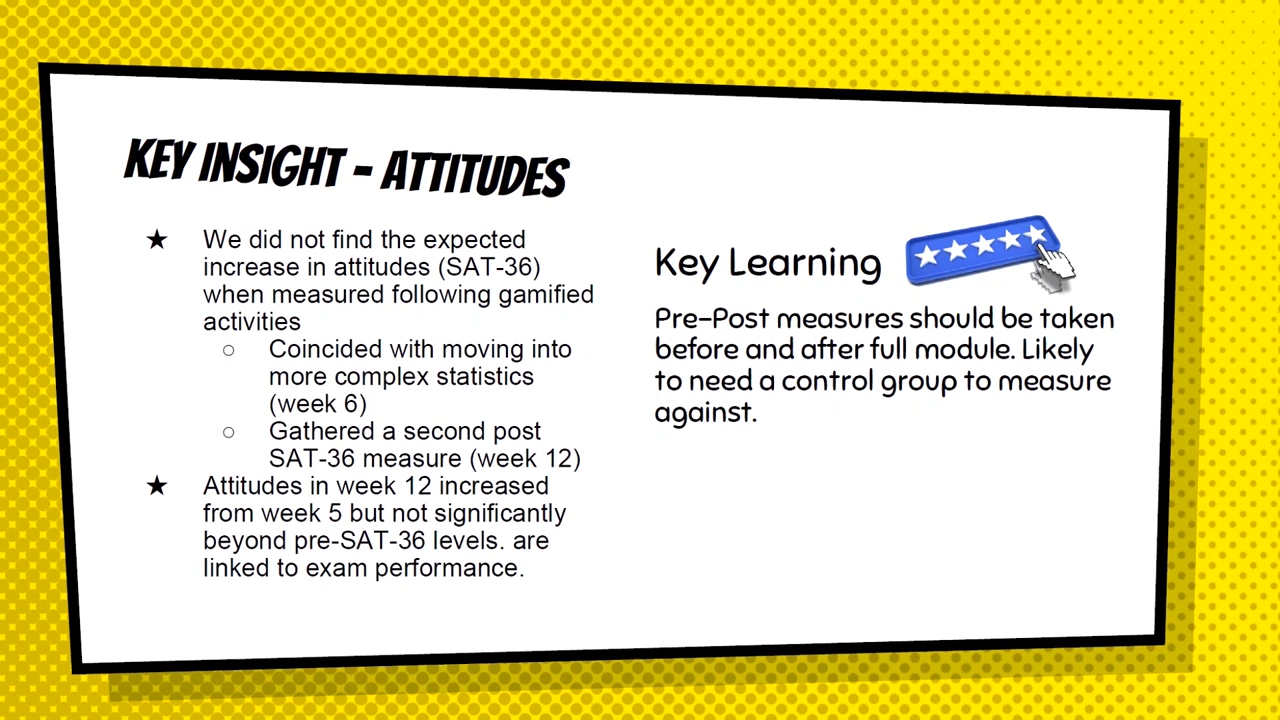 KEY INSIGHT - ATTITUDES
★ We did not find the expected
increase in attitudes (SAT-36)
when measured following gamified
activities
○ Coincided with moving into
more complex statistics
(week 6)
○ Gathered a second post
SAT-36 measure (week 12)
★ Attitudes in week 12 increased
from week 5 but not significantly
beyond pre-SAT-36 levels. are
linked to exam performance.
Key Learning
Pre-Post measures should be taken
before and after full module. Likely
to need a control group to measure
against.